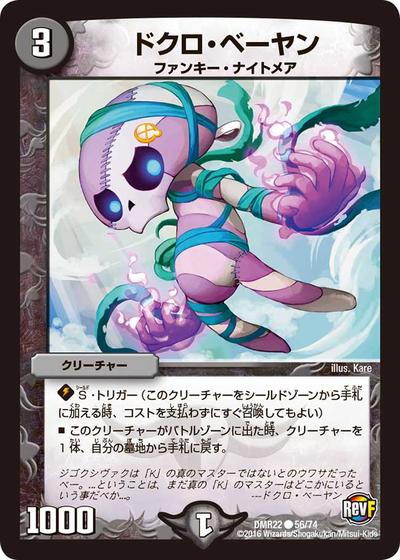 3
ドクロ・ベーヤン
ファンキー・ナイトメア
クリーチャー
illus. Kare
S・トリガー(このクリーチャーをシールドゾーンから手札
に加える時、コストを支払わずにすぐ召喚してもよい)
■ このクリーチャーがバトルゾーンに出た時、クリーチャーを
1体、自分の墓地から手札に戻す。
ジゴクシヴァクは「K」の真のマスターではないとのウワサだった
べー。…ということは、まだ真の「K」のマスターはどこかにいると
いう事だべか…。 ---ドクロ・ベーヤン
1000
DMR22 ● 56/74
©2016 Wizards/Shogakukan/Mitsui-Kids
RevF